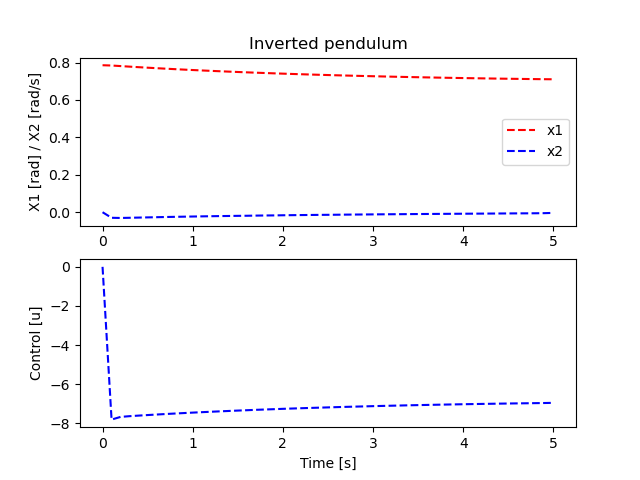 Inverted pendulum
X1 [rad] / X2 [rad/s]
0.8
0.6
0.4
0.2
0.0
x1
x2
0 1 2 3 4 5
Control [u]
0
−2
−4
−6
−8
0 1 2 3 4 5
Time [s]